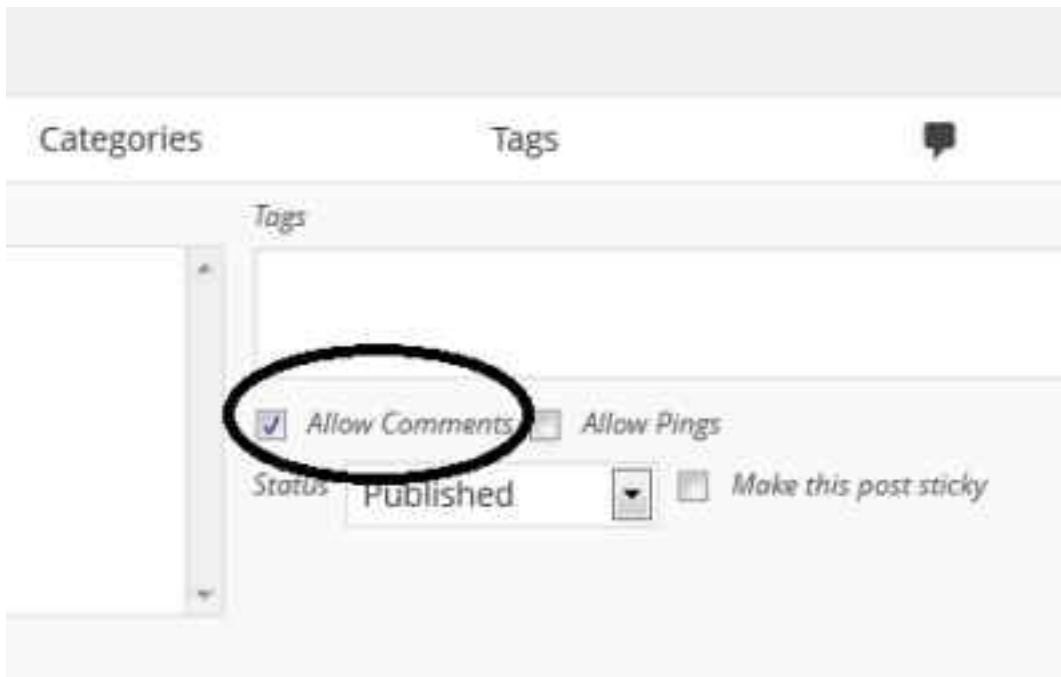 Categories Tags
Tags
Allow Comments Allow Pings
Status Published Make this post sticky